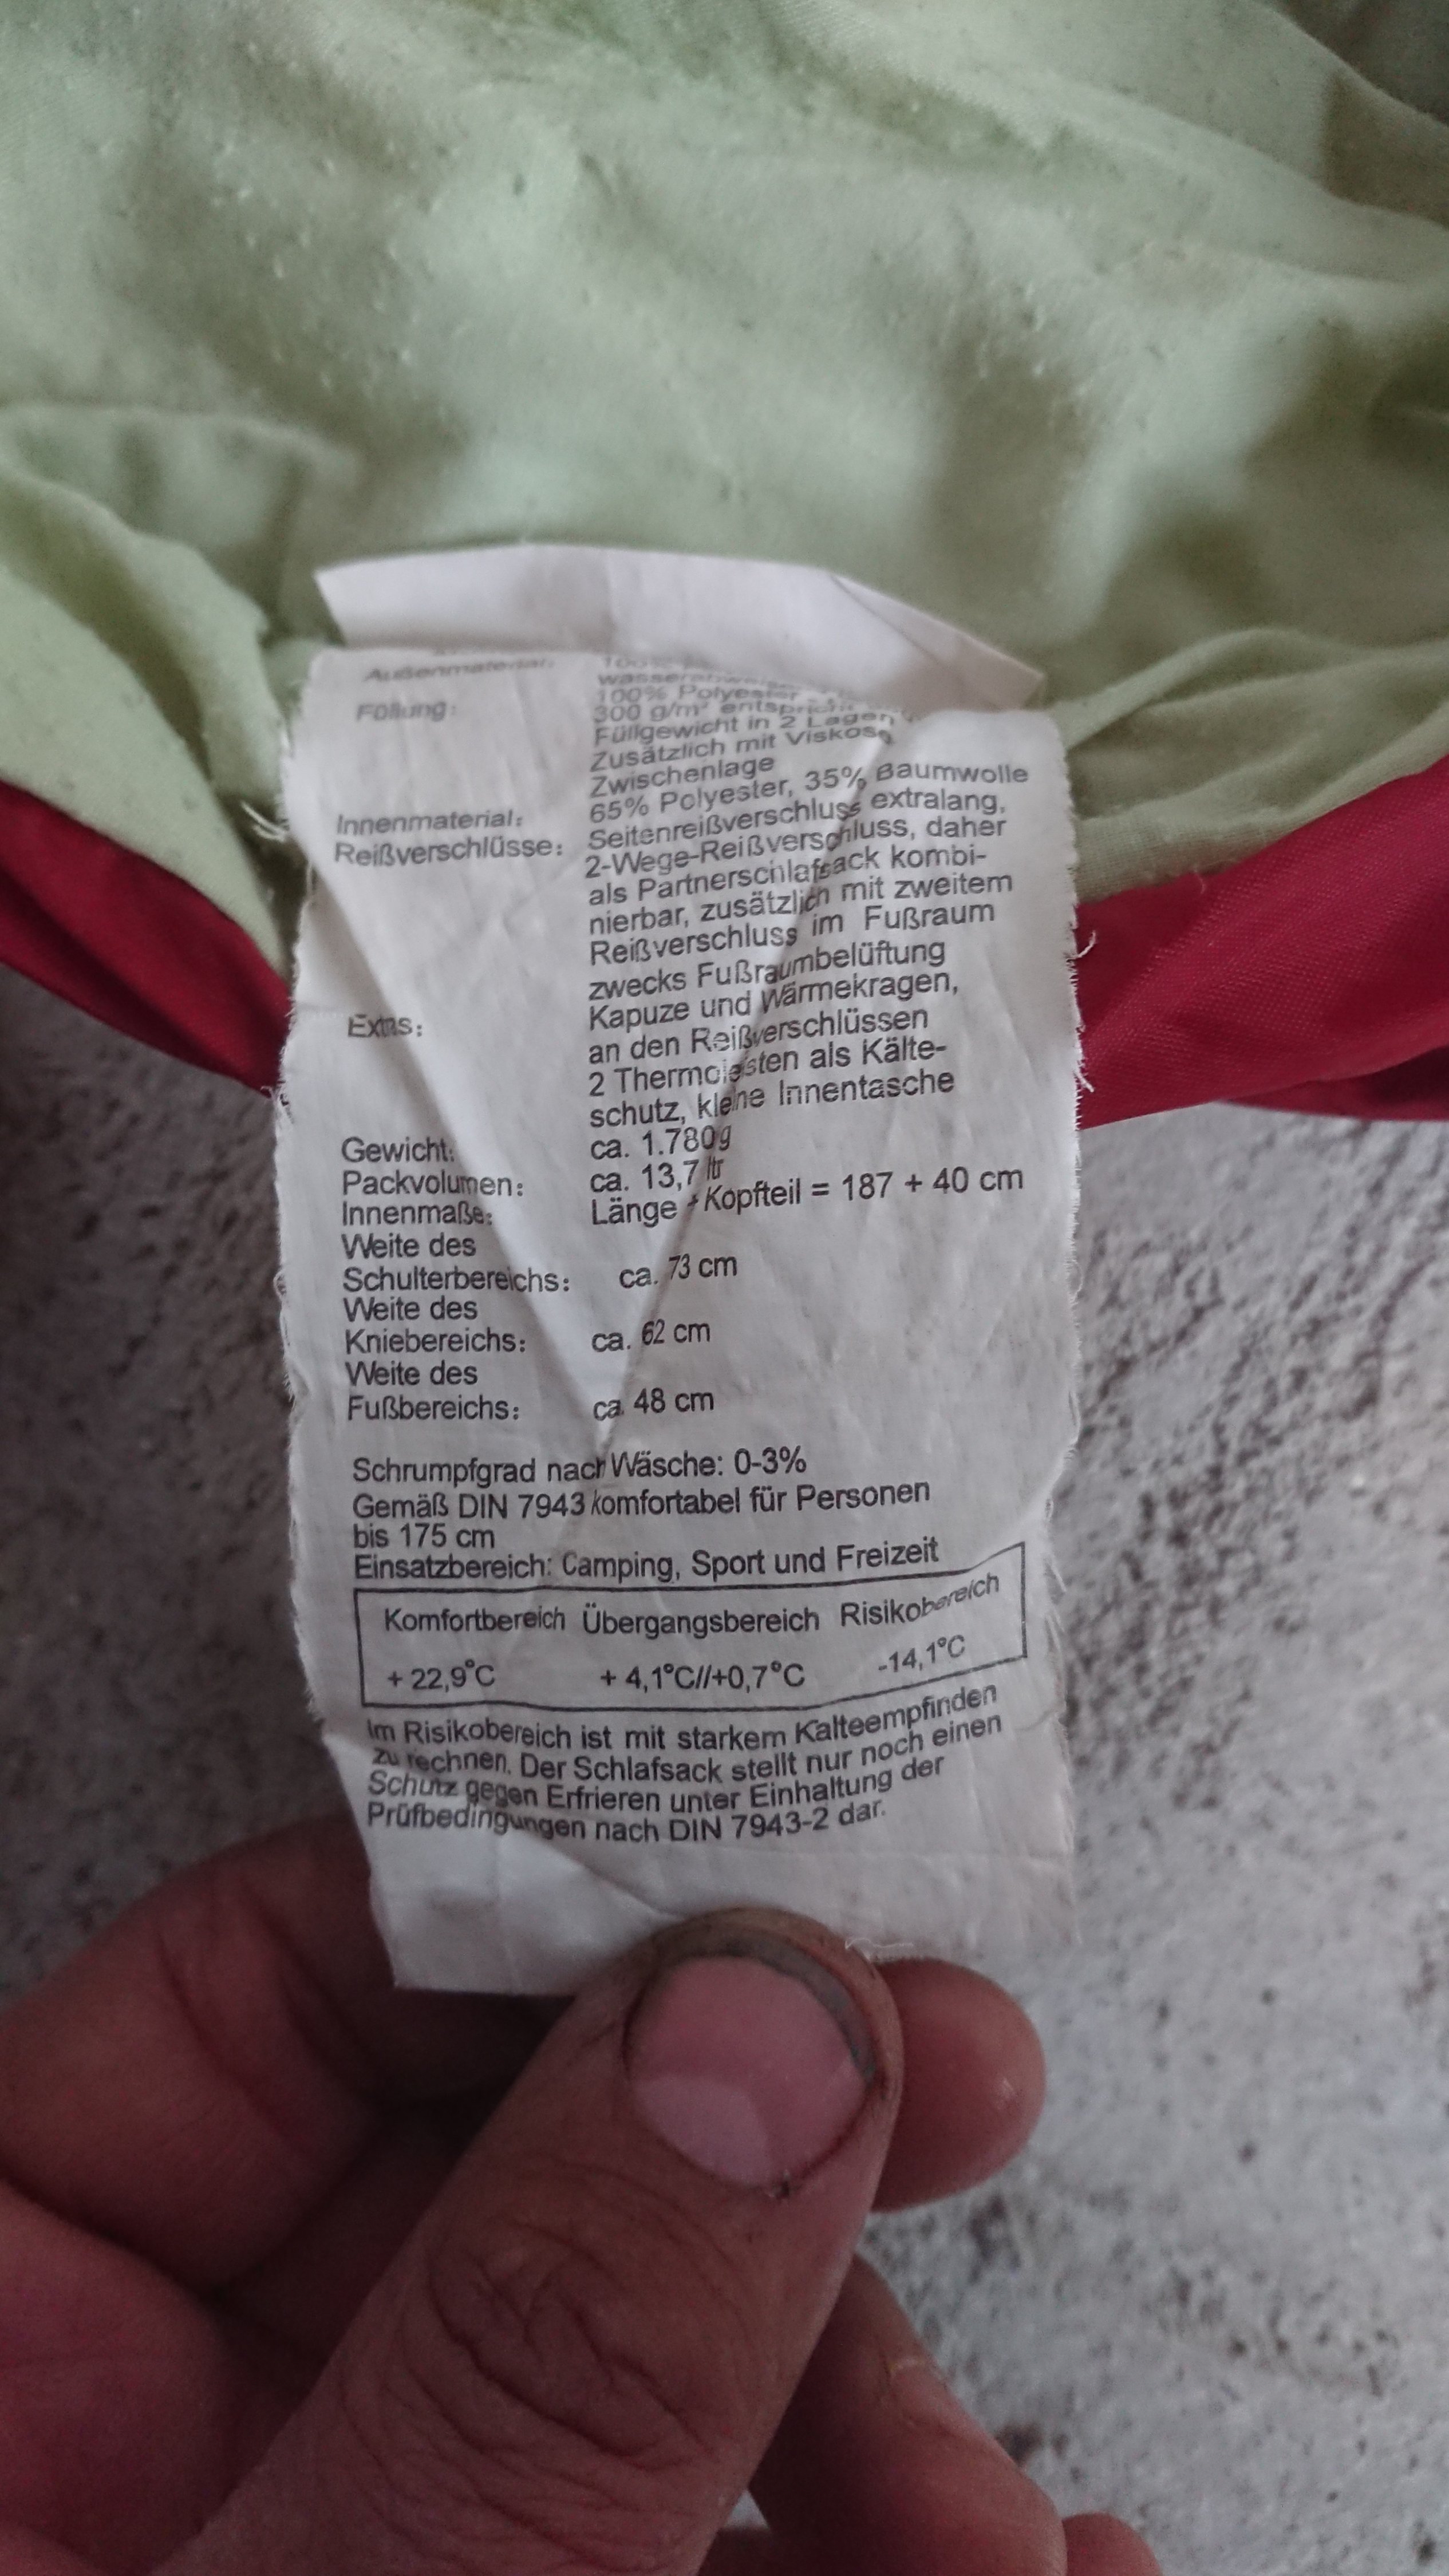 Außenmaterial: 100%
100% Polyester
Füllung: 300 g/m² entspricht
Füllgewicht in 2 Lagen
Zusätzlich mit Viskose
Zwischenlage
Innenmaterial: 65% Polyester, 35% Baumwolle
Reißverschlüsse: Seitenreißverschluss extralang,
2-Wege-Reißverschluss, daher
als Partnerschlafsack kombi-
nierbar, zusätzlich mit zweitem
Reißverschluss im Fußraum
zwecks Fußraumbelüftung
Extras: Kapuze und Wärmekragen,
an den Reißverschlüssen
2 Thermoleisten als Kälte-
schutz, kleine Innentasche
Gewicht: ca. 1.780g
Packvolumen: ca. 13,7 ltr
Innenmaße: Länge + Kopfteil = 187 + 40 cm
Weite des
Schulterbereichs: ca. 73 cm
Weite des
Kniebereichs: ca. 62 cm
Weite des
Fußbereichs: ca. 48 cm
Schrumpfgrad nach Wäsche: 0-3%
Gemäß DIN 7943 komfortabel für Personen
bis 175 cm
Einsatzbereich: Camping, Sport und Freizeit
Komfortbereich Übergangsbereich Risikobereich
+ 22,9°C + 4,1°C//+0,7°C -14,1°C
Im Risikobereich ist mit starkem Kälteempfinden
zu rechnen. Der Schlafsack stellt nur noch einen
Schutz gegen Erfrieren unter Einhaltung der
Prüfbedingungen nach DIN 7943-2 dar.